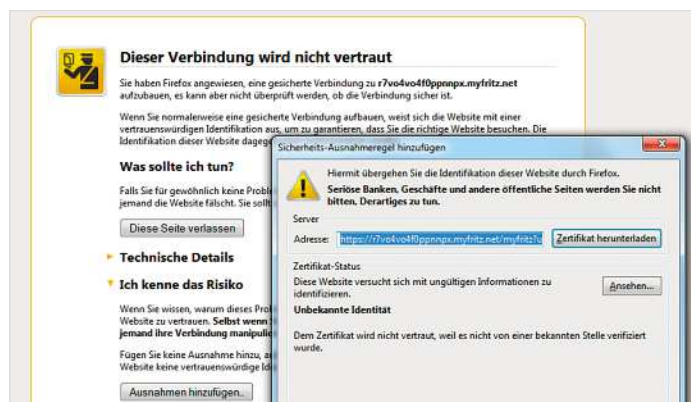 Dieser Verbindung wird nicht vertraut
Sie haben Firefox angewiesen, eine gesicherte Verbindung zu r7vo4vo4f0ppnnpx.myfritz.net
aufzubauen, es kann aber nicht überprüft werden, ob die Verbindung sicher ist.
Wenn Sie normalerweise eine gesicherte Verbindung aufbauen, weist sich die Website mit einer
vertrauenswürdigen Identifikation aus, um zu garantieren, dass Sie die richtige Website besuchen. Die
Identifikation dieser Website dageg
Was sollte ich tun?
Falls Sie für gewöhnlich keine Proble
jemand die Website fälscht. Sie sollt
Diese Seite verlassen
Technische Details
Ich kenne das Risiko
Wenn Sie wissen, warum dieses Pro
Website zu vertrauen. Selbst wenn
jemand ihre Verbindung manipulie
Fügen Sie keine Ausnahme hinzu, a
Website keine vertrauenswürdige Id
Ausnahmen hinzufügen..
Sicherheits-Ausnahmeregel hinzufügen
Hiermit übergehen Sie die Identifikation dieser Website durch Firefox.
Seriöse Banken, Geschäfte und andere öffentliche Seiten werden Sie nicht
bitten, Derartiges zu tun.
Server
Adresse: https://r7vo4vo4f0ppnnpx.myfritz.net/myfritz?u Zertifikat herunterladen
Zertifikat-Status
Diese Website versucht sich mit ungültigen Informationen zu
identifizieren.
Ansehen...
Unbekannte Identität
Dem Zertifikat wird nicht vertraut, weil es nicht von einer bekannten Stelle verifiziert
wurde.